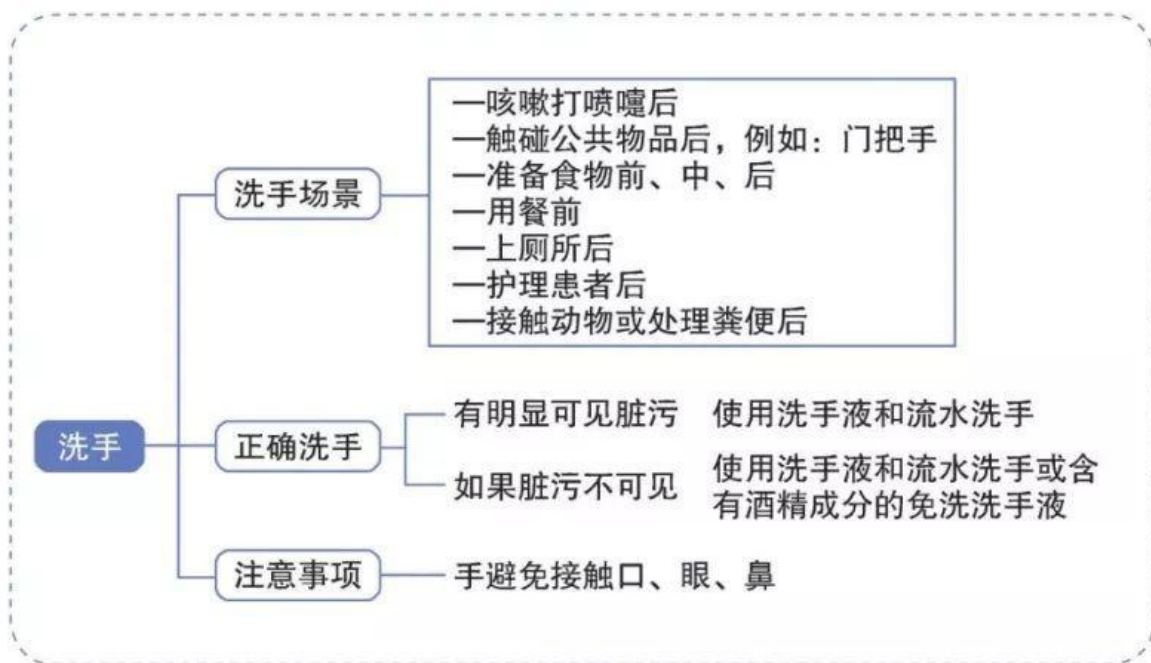 洗手
洗手场景
—咳嗽打喷嚏后
—触碰公共物品后，例如：门把手
—准备食物前、中、后
—用餐前
—上厕所后
—护理患者后
—接触动物或处理粪便后
正确洗手
有明显可见脏污 使用洗手液和流水洗手
如果脏污不可见 使用洗手液和流水洗手或含
有酒精成分的免洗洗手液
注意事项
手避免接触口、眼、鼻